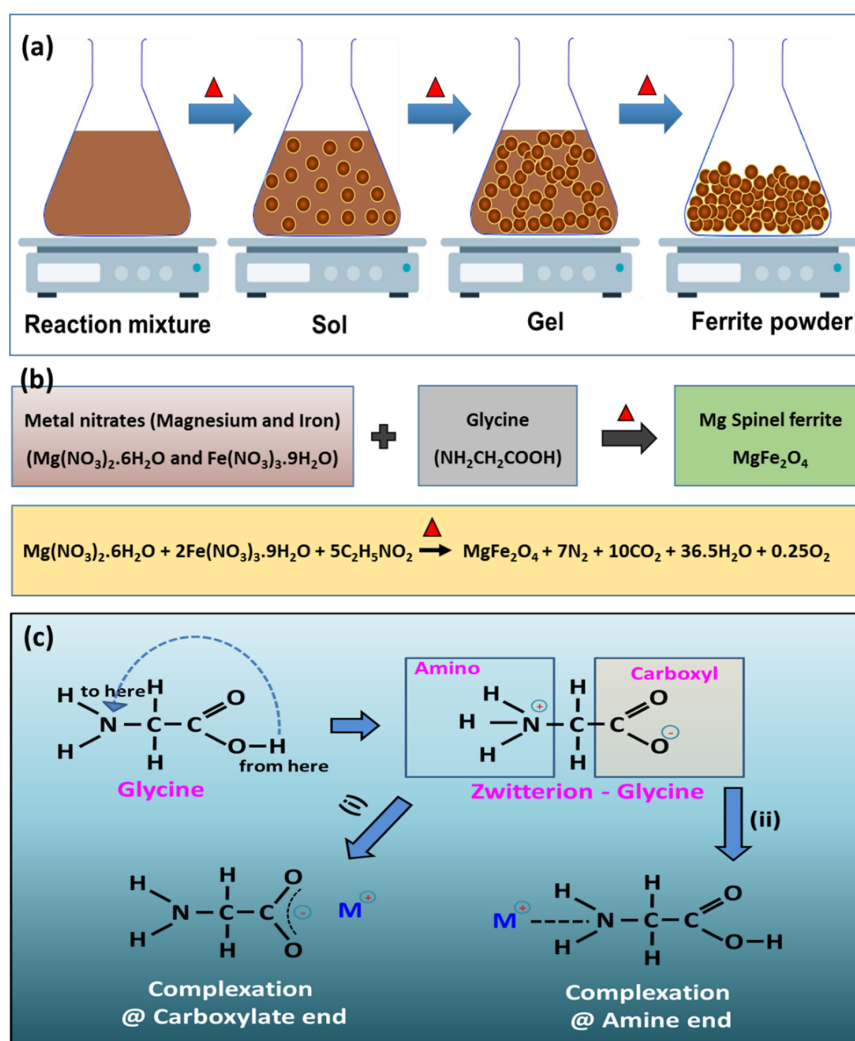 (a)
Reaction mixture
Sol
Gel
Ferrite powder
(b)
Metal nitrates (Magnesium and Iron)
(Mg(NO₃)₂.6H₂O and Fe(NO₃)₃.9H₂O)
Glycine
(NH₂CH₂COOH)
Mg Spinel ferrite
MgFe₂O₄
Mg(NO₃)₂.6H₂O + 2Fe(NO₃)₃.9H₂O + 5C₂H₅NO₂ → MgFe₂O₄ + 7N₂ + 10CO₂ + 36.5H₂O + 0.25O₂
(c)
H
to here
H
O
N
C
C
H
H
O
H
from here
Glycine
Amino
Carboxyl
H
H
O
H
N
+
C
C
H
H
O
-
Zwitterion - Glycine
(i)
(ii)
H
H
O
N
C
C
-
M+
H
H
O
Complexation
@ Carboxylate end
H
H
O
M+
N
C
C
H
H
O
H
Complexation
@ Amine end